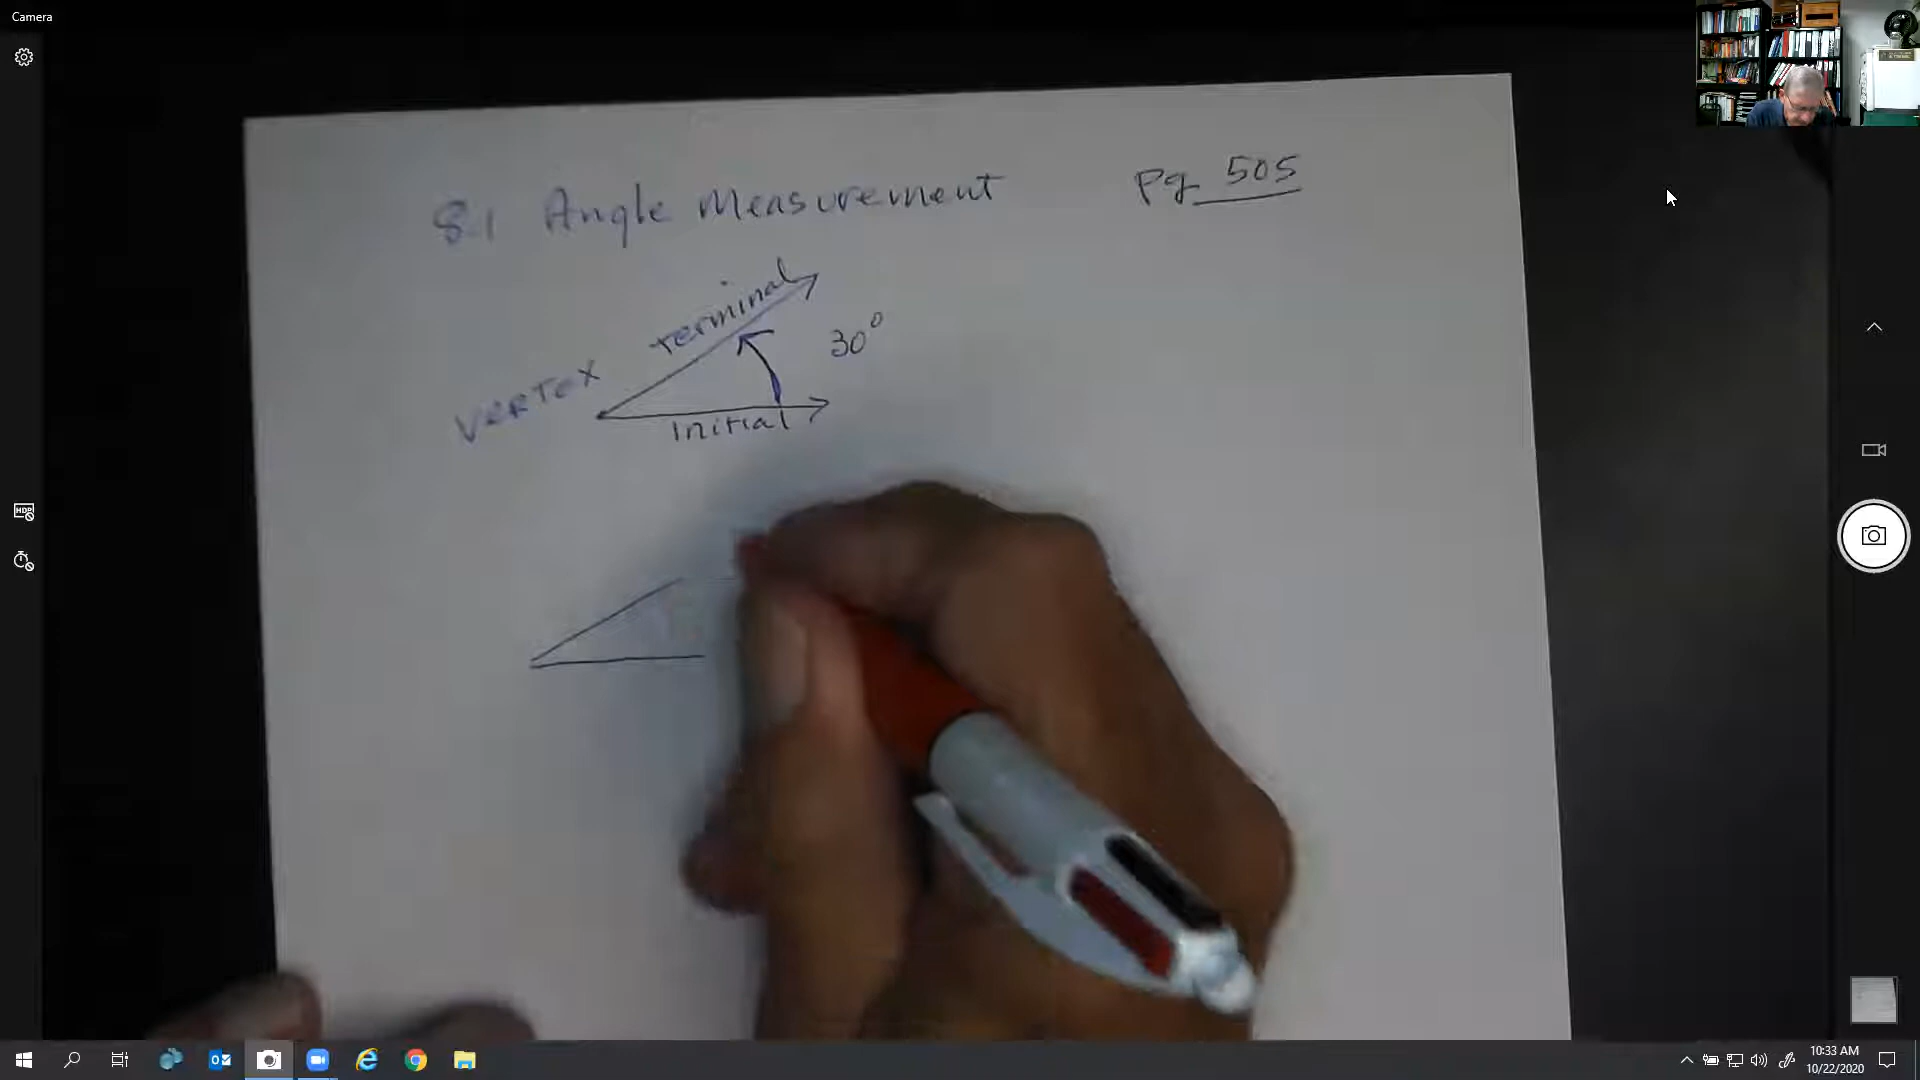 Camera
8.1 Angle Measurement
Pg 505
terminal
30°
VERTEX
initial
10:33 AM
10/22/2020